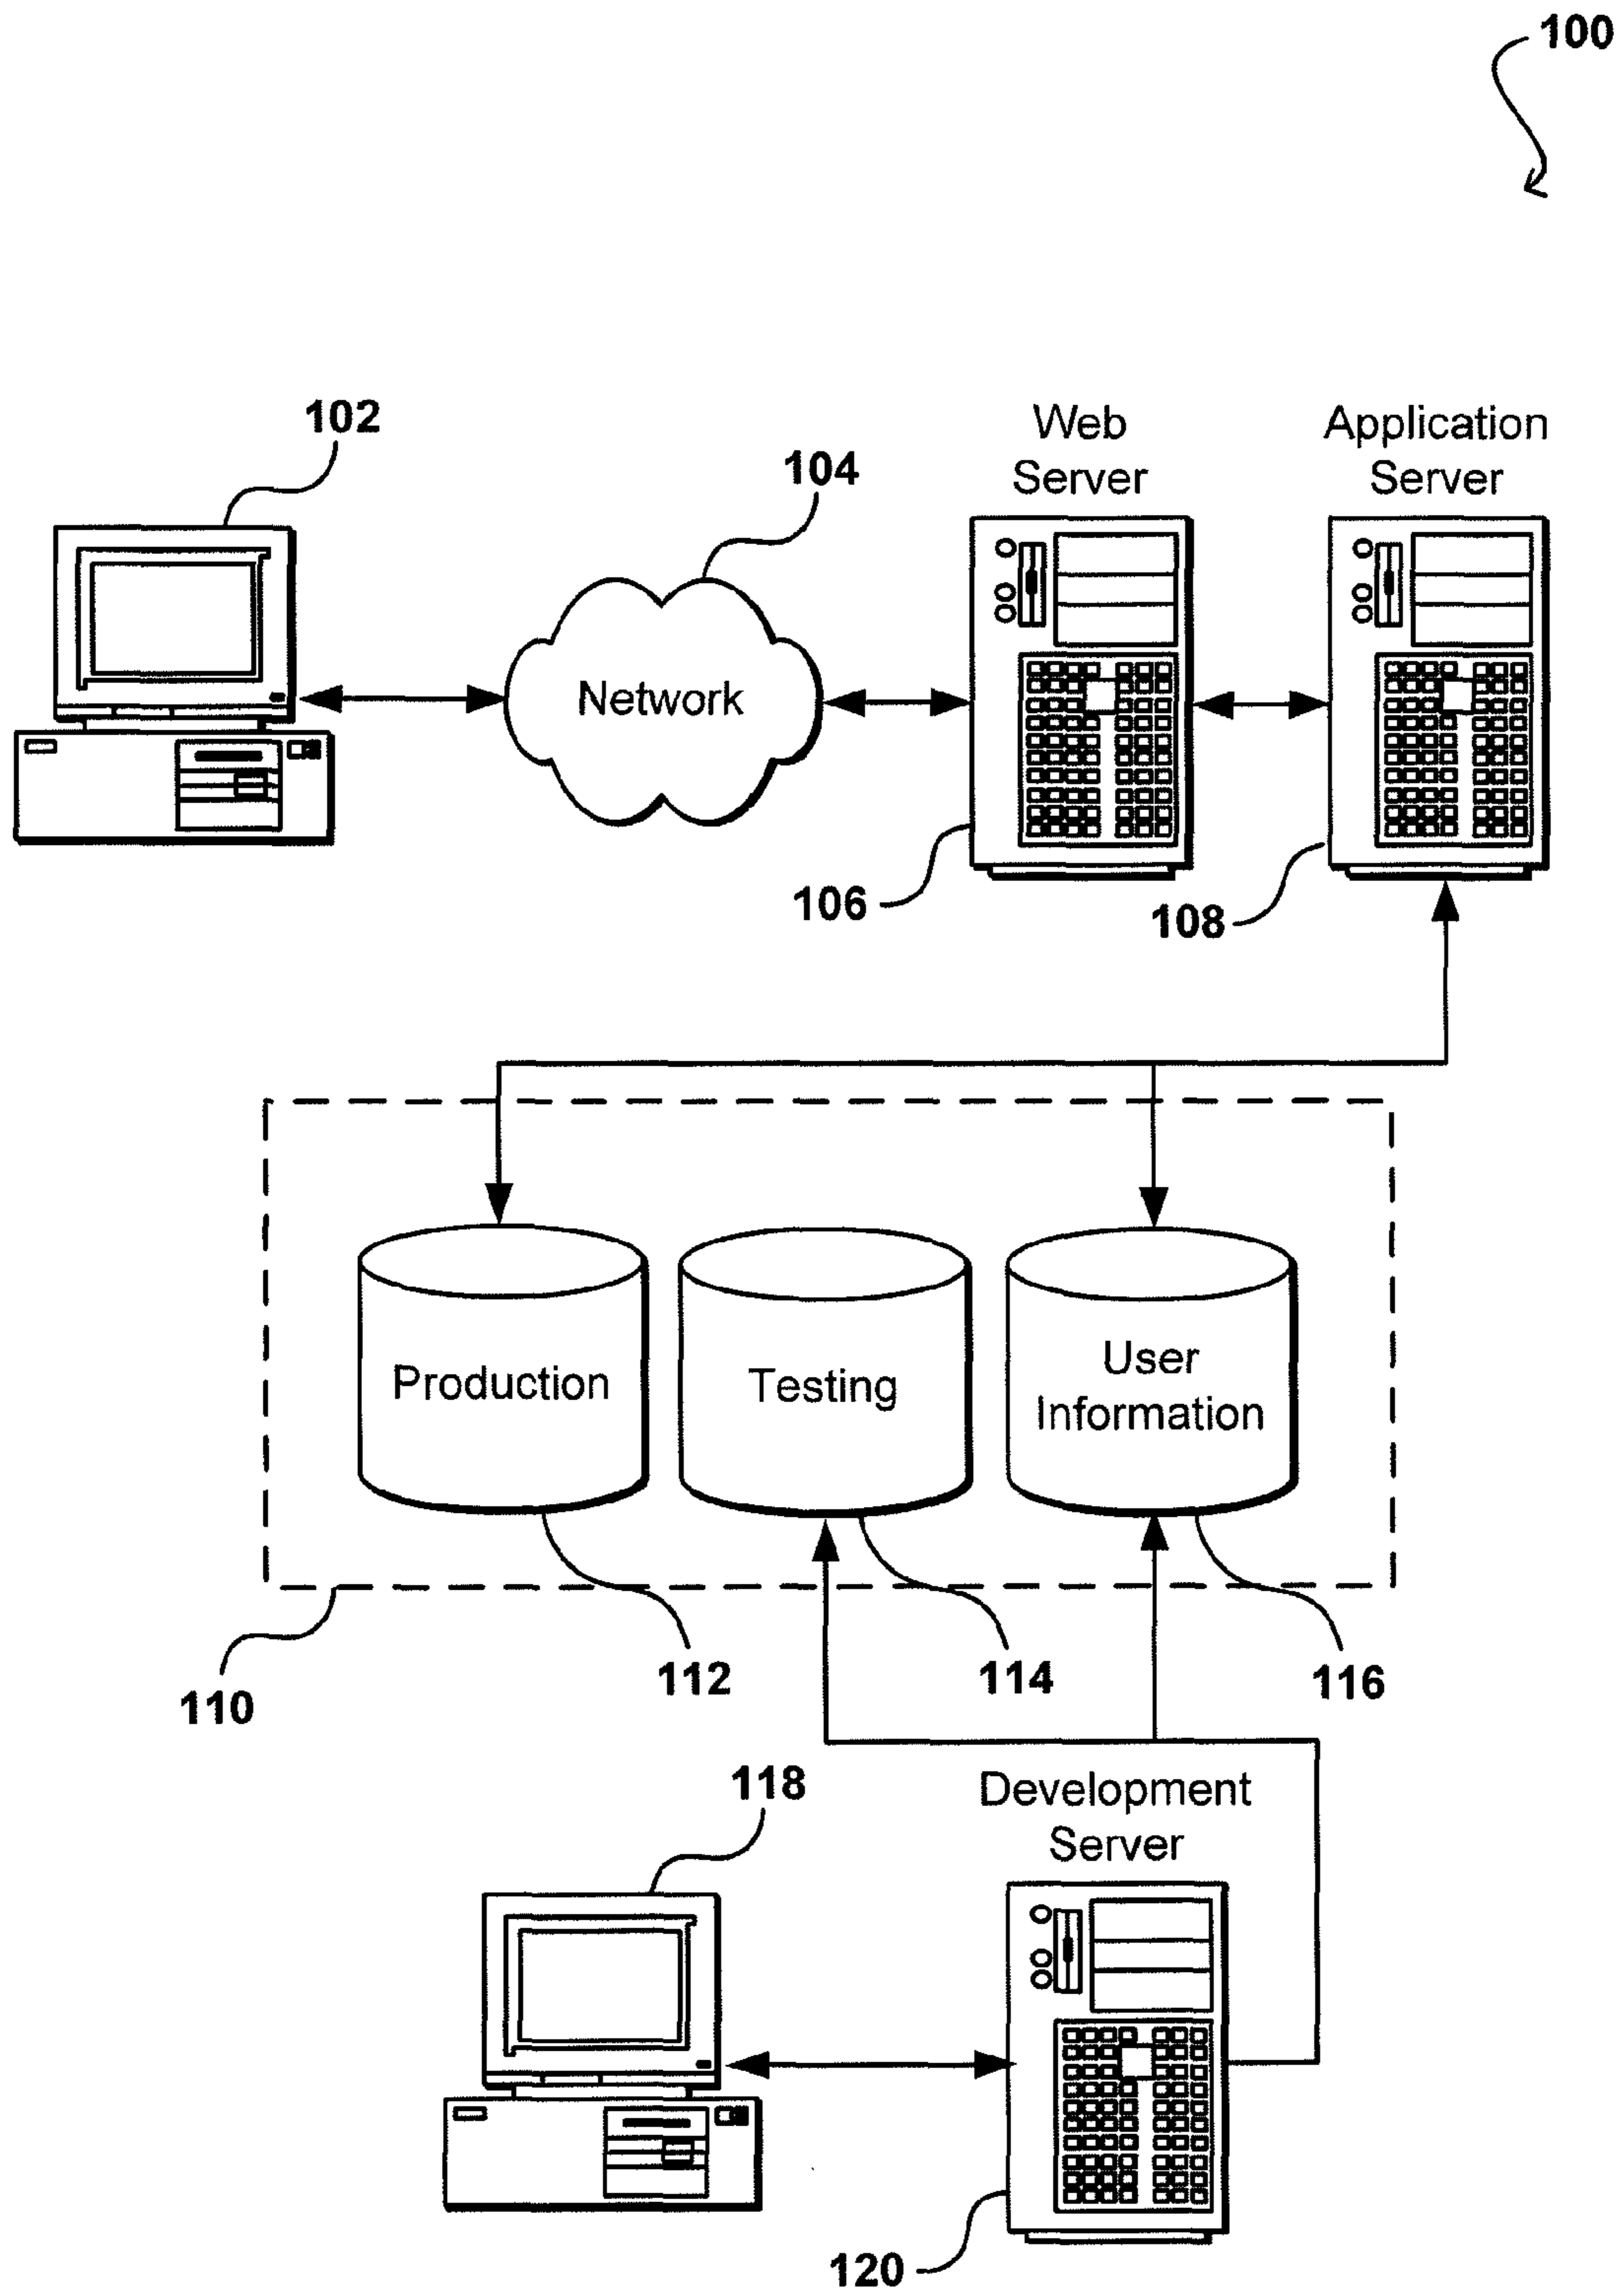 100
102
104
Web
Server
Application
Server
Network
106
108
Production
Testing
User
Information
110
112
114
116
118
Development
Server
120